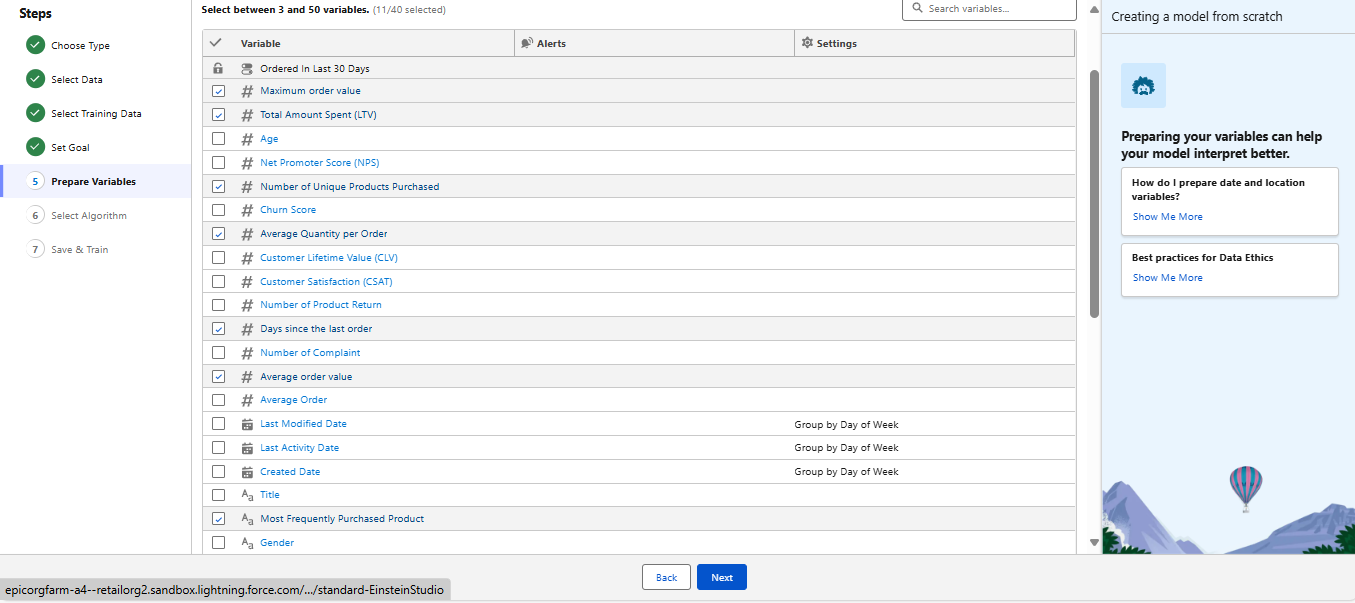 Steps
Choose Type
Select Data
Select Training Data
Set Goal
5 Prepare Variables
6 Select Algorithm
7 Save & Train
Select between 3 and 50 variables. (11/40 selected)
Search variables...
Variable Alerts Settings
Ordered In Last 30 Days
# Maximum order value
# Total Amount Spent (LTV)
# Age
# Net Promoter Score (NPS)
# Number of Unique Products Purchased
# Churn Score
# Average Quantity per Order
# Customer Lifetime Value (CLV)
# Customer Satisfaction (CSAT)
# Number of Product Return
# Days since the last order
# Number of Complaint
# Average order value
# Average Order
Last Modified Date Group by Day of Week
Last Activity Date Group by Day of Week
Created Date Group by Day of Week
Aa Title
Aa Most Frequently Purchased Product
Aa Gender
Back Next
Creating a model from scratch
Preparing your variables can help
your model interpret better.
How do I prepare date and location
variables?
Show Me More
Best practices for Data Ethics
Show Me More
epicorgfarm-a4--retailorg2.sandbox.lightning.force.com/.../standard-EinsteinStudio